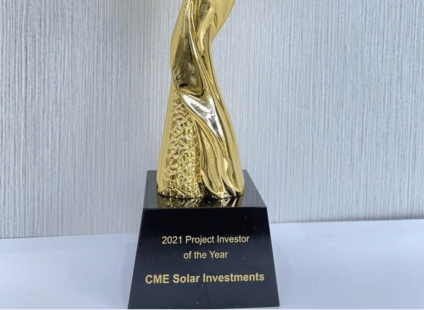 2021 Project Investor
of the Year
CME Solar Investments